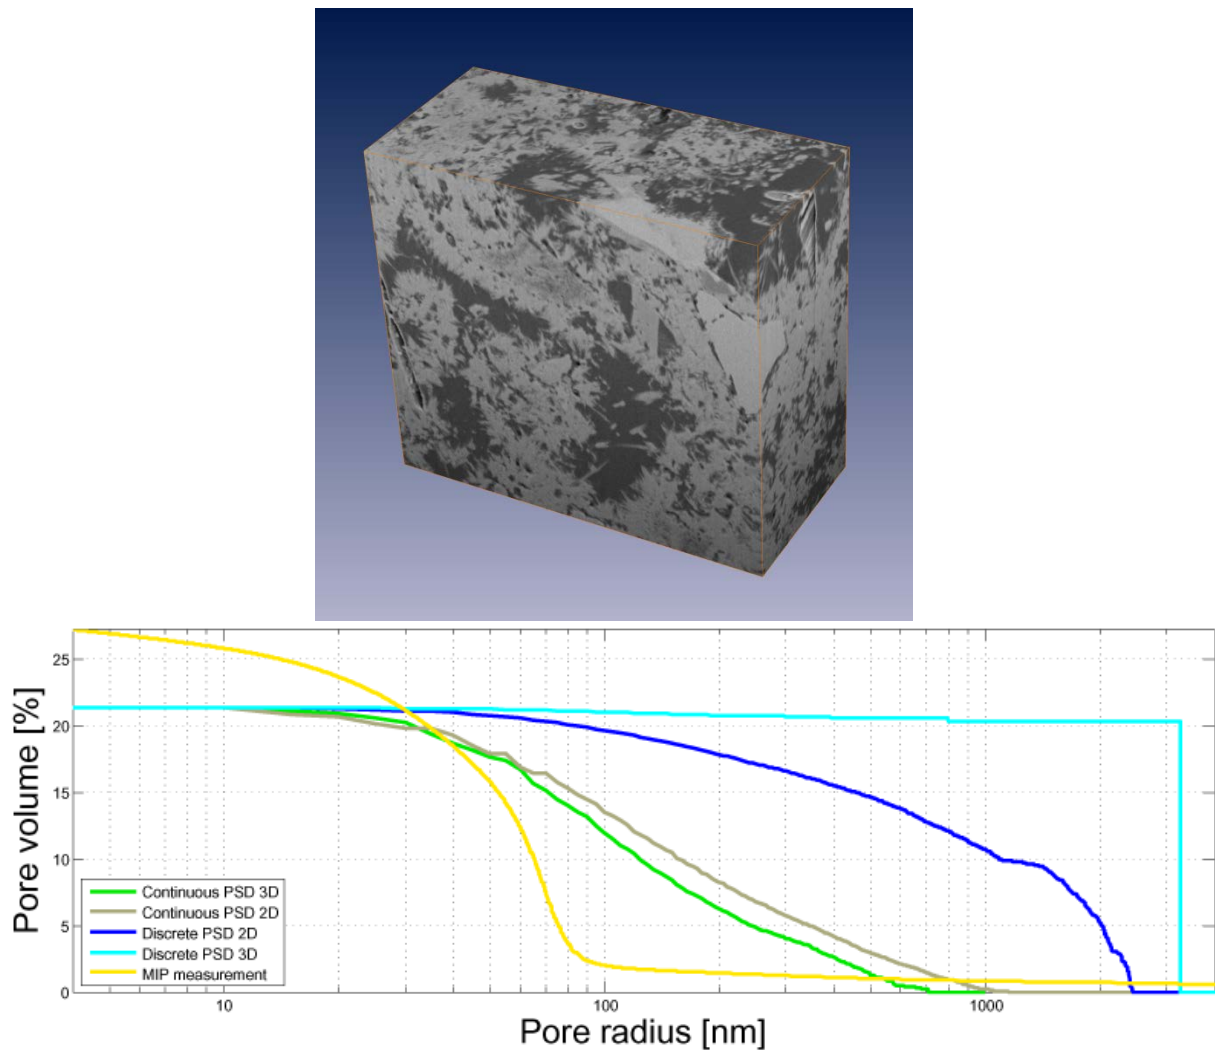 Pore volume [%]
25
20
15
10
5
0
Continuous PSD 3D
Continuous PSD 2D
Discrete PSD 2D
Discrete PSD 3D
MIP measurement
10
100
1000
Pore radius [nm]